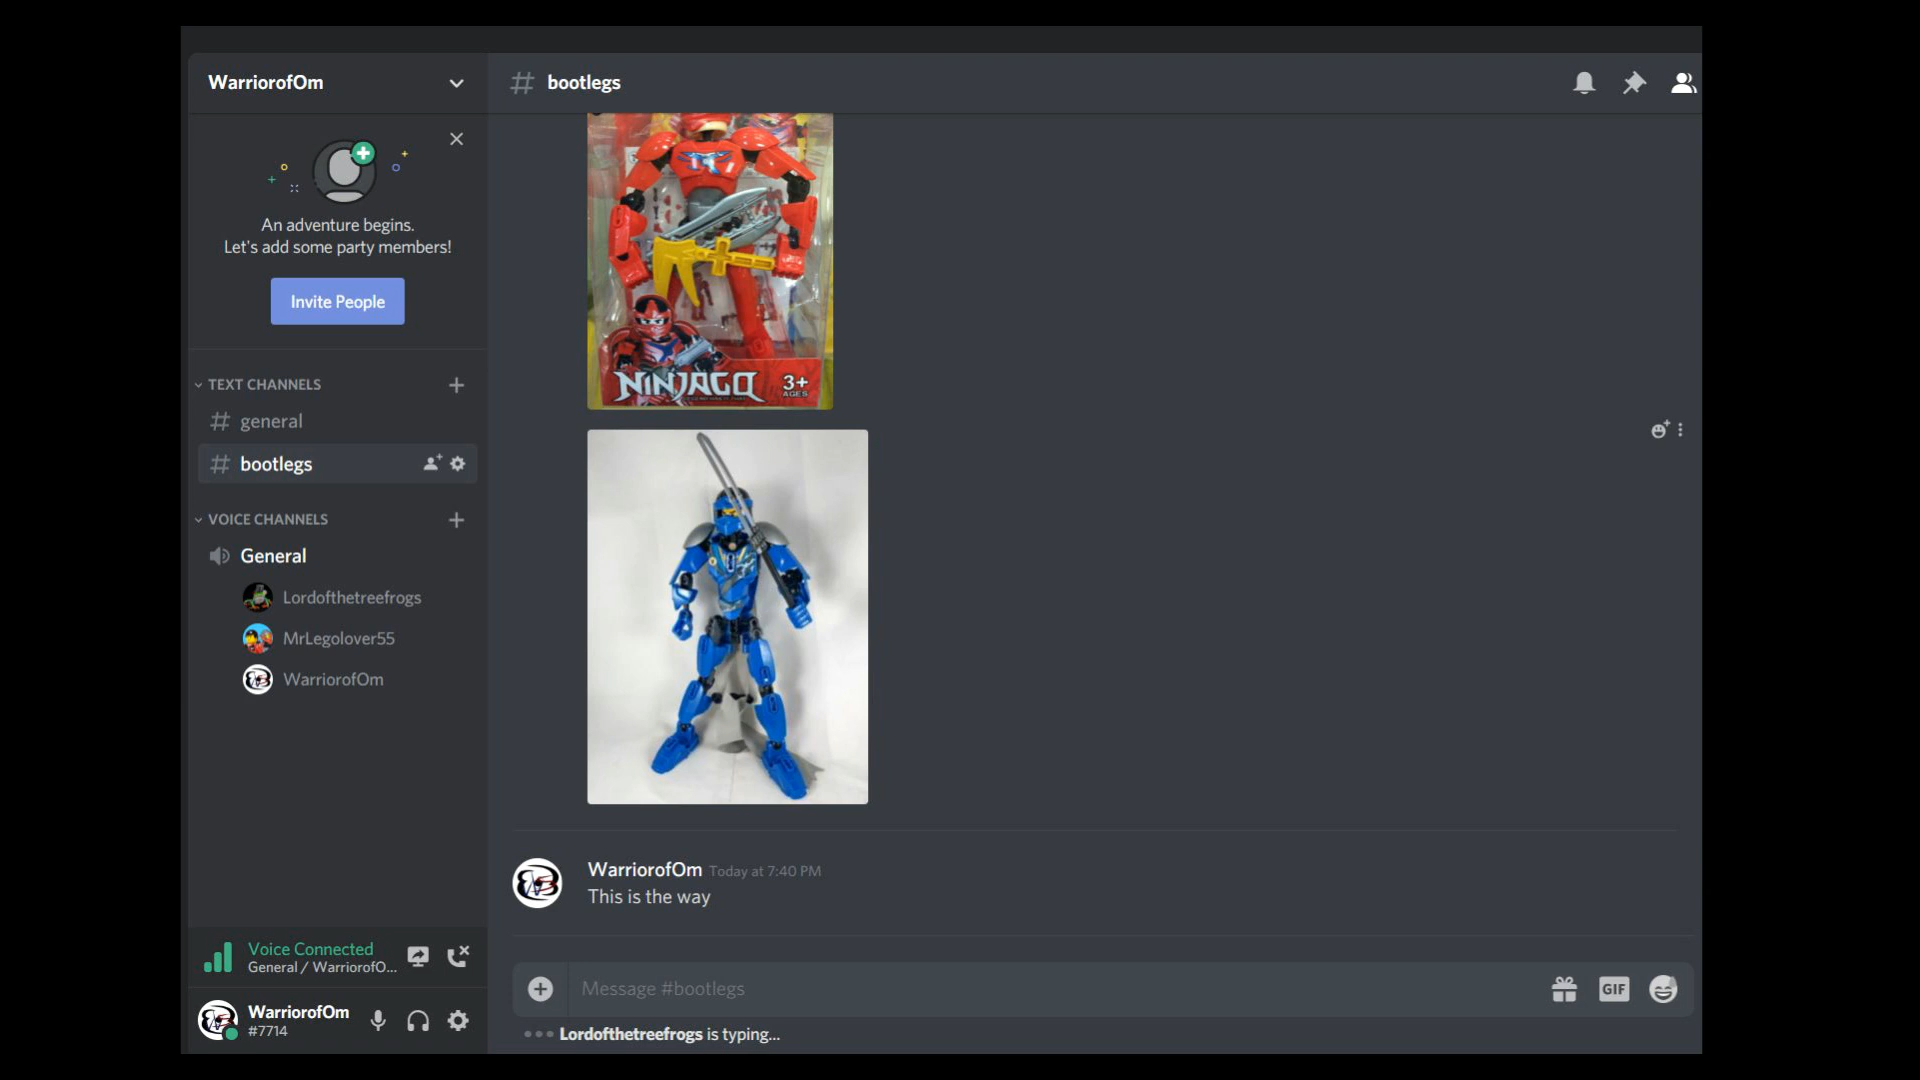 WarriorofOm
An adventure begins.
Let's add some party members!
Invite People
TEXT CHANNELS
general
bootlegs
VOICE CHANNELS
General
Lordofthetreefrogs
MrLegolover55
WarriorofOm
Voice Connected
General / WarriorofO...
WarriorofOm
#7714
# bootlegs
NINJAGO
3+
AGES
WarriorofOm Today at 7:40 PM
This is the way
Message #bootlegs
GIF
Lordofthetreefrogs is typing...